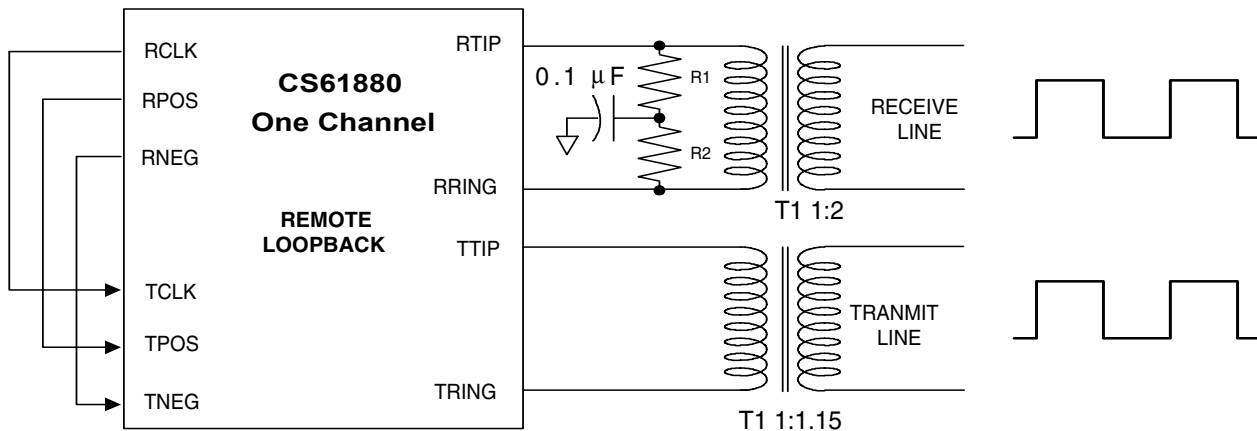 RCLK
RPOS
RNEG
TCLK
TPOS
TNEG
CS61880
One Channel
REMOTE
LOOPBACK
RTIP
RRING
TTIP
TRING
0.1 μF
R1
R2
RECEIVE
LINE
T1 1:2
TRANMIT
LINE
T1 1:1.15